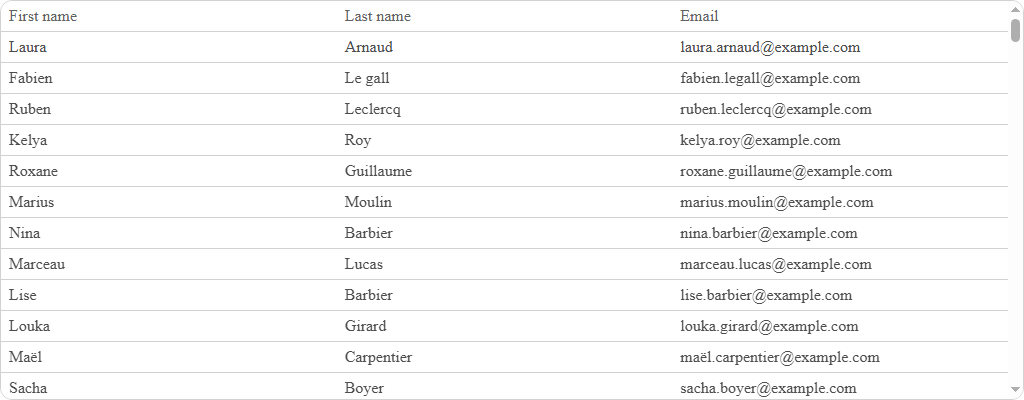 First name Last name Email
Laura Arnaud laura.arnaud@example.com
Fabien Le gall fabien.legall@example.com
Ruben Leclercq ruben.leclercq@example.com
Kelya Roy kelya.roy@example.com
Roxane Guillaume roxane.guillaume@example.com
Marius Moulin marius.moulin@example.com
Nina Barbier nina.barbier@example.com
Marceau Lucas marceau.lucas@example.com
Lise Barbier lise.barbier@example.com
Louka Girard louka.girard@example.com
Maël Carpentier maël.carpentier@example.com
Sacha Boyer sacha.boyer@example.com